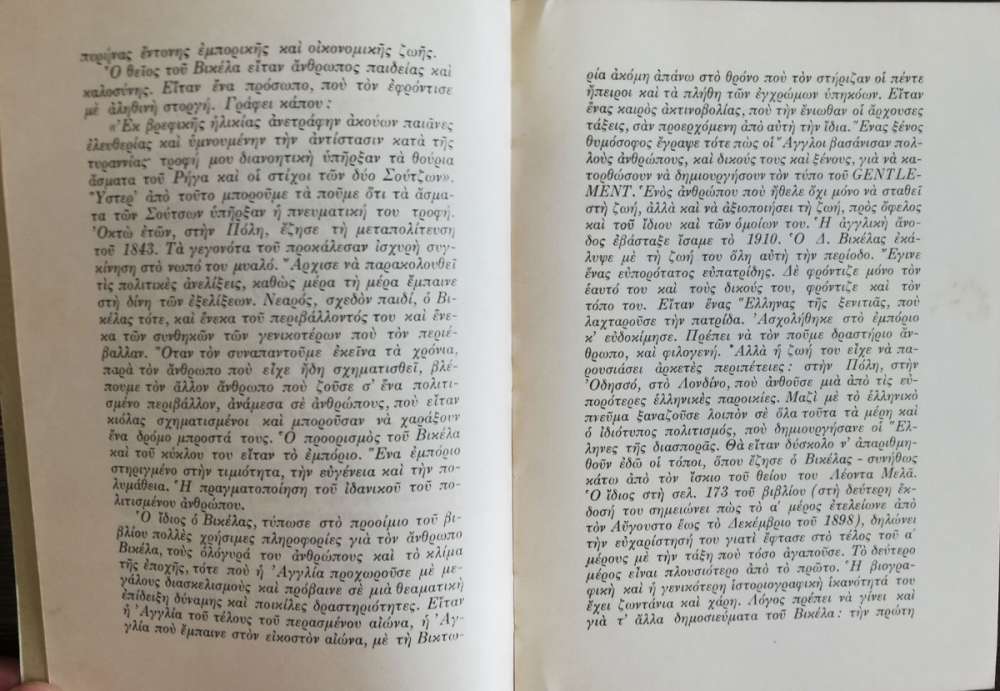 πυρῆνας ἔντονης ἐμπορικῆς καὶ οἰκονομικῆς ζωῆς.
Ὁ θεῖος τοῦ Βικέλα εἶταν ἄνθρωπος παιδείας καὶ
καλοσύνης. Εἶταν ἕνα πρόσωπο, ποὺ τὸν ἐφρόντισε
μὲ ἀληθινὴ στοργή. Γράφει κάπου :
«Ἐκ βρεφικῆς ἡλικίας ἀνετράφην ἀκούων παιᾶνες
ἐλευθερίας καὶ ὑμνουμένην τὴν ἀντίστασιν κατὰ τῆς
τυραννίας· τροφή μου διανοητικὴ ὑπῆρξαν τὰ θούρια
ἄσματα τοῦ Ρήγα καὶ οἱ στίχοι τῶν δύο Σούτζων».
Ὕστερ' ἀπὸ τοῦτο μποροῦμε νὰ ποῦμε ὅτι τὰ ἄσμα-
τα τῶν Σούτσων ὑπῆρξαν ἡ πνευματική του τροφή.
Ὀκτὼ ἐτῶν, στὴν Πόλη, ἔζησε τὴ μεταπολίτευση
τοῦ 1843. Τὰ γεγονότα τοῦ προκάλεσαν ἰσχυρὴ συγ-
κίνηση στὸ νωπό του μυαλό. Ἄρχισε νὰ παρακολουθεῖ
τὶς πολιτικὲς ἀνελίξεις, καθὼς μέρα τὴ μέρα ἔμπαινε
στὴ δίνη τῶν ἐξελίξεων. Νεαρός, σχεδὸν παιδί, ὁ Βι-
κέλας τότε, καὶ ἕνεκα τοῦ περιβάλλοντός του καὶ ἕνε-
κα τῶν συνθηκῶν τῶν γενικοτέρων ποὺ τὸν περιέ-
βαλλαν. Ὅταν τὸν συναπαντοῦμε ἐκεῖνα τὰ χρόνια,
παρὰ τὸν ἄνθρωπο ποὺ εἶχε ἤδη σχηματισθεῖ, βλέ-
πουμε τὸν ἄλλον ἄνθρωπο ποὺ ζοῦσε σ' ἕνα πολιτι-
σμένο περιβάλλον, ἀνάμεσα σὲ ἀνθρώπους, ποὺ εἶταν
κιόλας σχηματισμένοι καὶ μποροῦσαν νὰ χαράξουν
ἕνα δρόμο μπροστά τους. Ὁ προορισμὸς τοῦ Βικέλα
καὶ τοῦ κύκλου του εἶταν τὸ ἐμπόριο. Ἕνα ἐμπόριο
στηριγμένο στὴν τιμιότητα, τὴν εὐγένεια καὶ τὴν πο-
λυμάθεια. Ἡ πραγματοποίηση τοῦ ἰδανικοῦ τοῦ πο-
λιτισμένου ἀνθρώπου.
Ὁ ἴδιος ὁ Βικέλας, τύπωσε στὸ προοίμιο τοῦ βι-
βλίου πολλὲς χρήσιμες πληροφορίες γιὰ τὸν ἄνθρωπο
Βικέλα, τοὺς ὁλόγυρά του ἀνθρώπους καὶ τὸ κλίμα
τῆς ἐποχῆς, τότε ποὺ ἡ Ἀγγλία προχωροῦσε μὲ με-
γάλους διασκελισμοὺς καὶ πρόβαινε σὲ μιὰ θεαματικὴ
ἐπίδειξη δύναμης καὶ ποικίλες δραστηριότητες. Εἶταν
ἡ Ἀγγλία τοῦ τέλους τοῦ περασμένου αἰώνα, ἡ Ἀγ-
γλία ποὺ ἔμπαινε στὸν εἰκοστὸν αἰώνα, μὲ τὴ Βικτω-
ρία ἀκόμη ἀπάνω στὸ θρόνο ποὺ τὸν στήριζαν οἱ πέντε
ἤπειροι καὶ τὰ πλήθη τῶν ἐγχρώμων ὑπηκόων. Εἶταν
ἕνας καιρὸς ἀκτινοβολίας, ποὺ τὴν ἔνιωθαν οἱ ἄρχουσες
τάξεις, σὰν προερχόμενη ἀπὸ αὐτὴ τὴν ἴδια. Ἕνας ξένος
θυμόσοφος ἔγραψε τότε πὼς οἱ Ἄγγλοι βασάνισαν πολ-
λοὺς ἀνθρώπους, καὶ δικούς τους καὶ ξένους, γιὰ νὰ κα-
τορθώσουν νὰ δημιουργήσουν τὸν τύπο τοῦ GENTLE-
MENT. Ἑνὸς ἀνθρώπου ποὺ ἤθελε ὄχι μόνο νὰ σταθεῖ
στὴ ζωή, ἀλλὰ καὶ νὰ ἀξιοποιήσει τὴ ζωή, πρὸς ὄφελος
καὶ τοῦ ἴδιου καὶ τῶν ὁμοίων του. Ἡ ἀγγλικὴ ἄνο-
δος ἐβάσταξε ἴσαμε τὸ 1910. Ὁ Δ. Βικέλας ἐκά-
λυψε μὲ τὴ ζωή του ὅλη αὐτὴ τὴν περίοδο. Ἔγινε
ἕνας εὐπορότατος εὐπατρίδης. Δὲ φρόντιζε μόνο τὸν
ἑαυτό του καὶ τοὺς δικούς του, φρόντιζε καὶ τὸν
τόπο του. Εἶταν ἕνας Ἕλληνας τῆς ξενιτιᾶς, ποὺ
λαχταροῦσε τὴν πατρίδα. Ἀσχολήθηκε στὸ ἐμπόριο
κ' εὐδοκίμησε. Πρέπει νὰ τὸν ποῦμε δραστήριο ἄν-
θρωπο, καὶ φιλογενή. Ἀλλὰ ἡ ζωή του εἶχε νὰ πα-
ρουσιάσει ἀρκετὲς περιπέτειες : στὴν Πόλη, στὴν
Ὀδησσό, στὸ Λονδίνο, ποὺ ἀνθοῦσε μιὰ ἀπὸ τὶς εὐ-
πορότερες ἑλληνικὲς παροικίες. Μαζὶ μὲ τὸ ἑλληνικὸ
πνεῦμα ξαναζοῦσε λοιπὸν σὲ ὅλα τοῦτα τὰ μέρη καὶ
ὁ ἰδιότυπος πολιτισμός, ποὺ δημιουργήσανε οἱ Ἕλ-
ληνες τῆς διασπορᾶς. Θὰ εἶταν δύσκολο ν' ἀπαριθμη-
θοῦν ἐδῶ οἱ τόποι, ὅπου ἔζησε ὁ Βικέλας - συνήθως
κάτω ἀπὸ τὸν ἴσκιο τοῦ θείου του Λέοντα Μελᾶ.
Ὁ ἴδιος στὴ σελ. 173 τοῦ βιβλίου (στὴ δεύτερη ἔκ-
δοσή του σημειώνει πὼς τὸ α' μέρος ἐτελείωνε ἀπὸ
τὸν Αὔγουστο ἕως τὸ Δεκέμβριο τοῦ 1898), δηλώνει
τὴν εὐχαρίστησή του γιατὶ ἔφτασε στὸ τέλος τοῦ α'
μέρους μὲ τὴν τάξη ποὺ τόσο ἀγαποῦσε. Τὸ δεύτερο
μέρος εἶναι πλουσιότερο ἀπὸ τὸ πρῶτο. Ἡ βιογρα-
φικὴ καὶ ἡ γενικότερη ἱστοριογραφικὴ ἱκανότητά του
ἔχει ζωντάνια καὶ χάρη. Λόγος πρέπει νὰ γίνει καὶ
γιὰ τ' ἄλλα δημοσιεύματα τοῦ Βικέλα : τὴν πρώτη